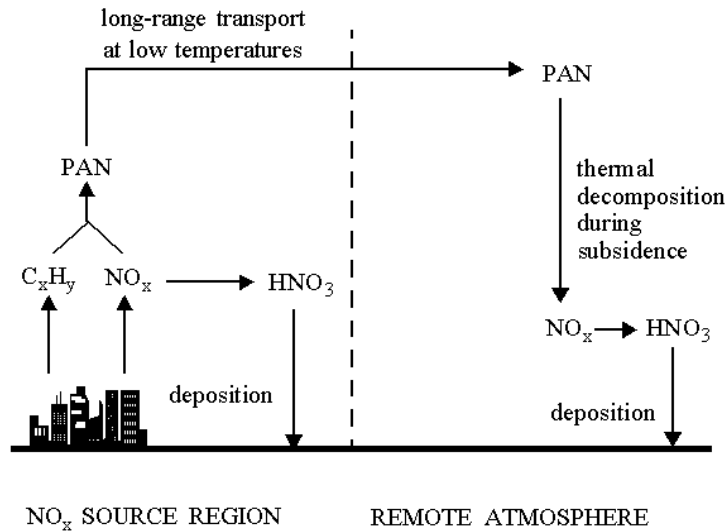 long-range transport
at low temperatures
PAN
PAN
thermal
decomposition
during
subsidence
CxHy
NOx
HNO3
NOx
HNO3
deposition
deposition
NOx SOURCE REGION
REMOTE ATMOSPHERE